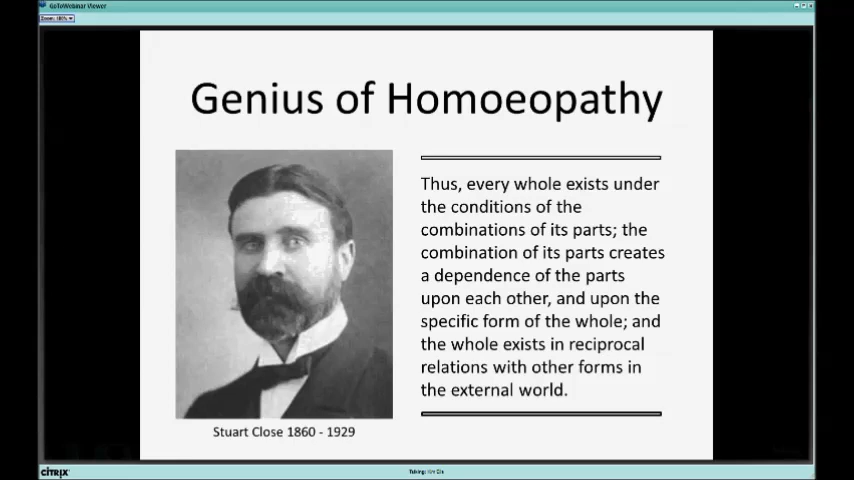 GoToWebinar Viewer
Zoom: 100%
Genius of Homoeopathy
Thus, every whole exists under
the conditions of the
combinations of its parts; the
combination of its parts creates
a dependence of the parts
upon each other, and upon the
specific form of the whole; and
the whole exists in reciprocal
relations with other forms in
the external world.
Stuart Close 1860 - 1929
CITRIX
Talking: